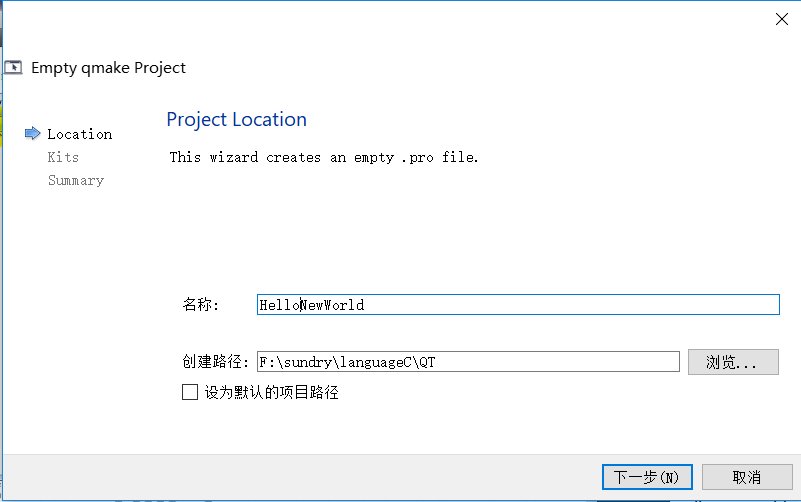 Empty qmake Project
Project Location
Location
Kits
Summary
This wizard creates an empty .pro file.
名称: HelloNewWorld
创建路径: F:\sundry\languageC\QT 浏览...
设为默认的项目路径
下一步(N) 取消